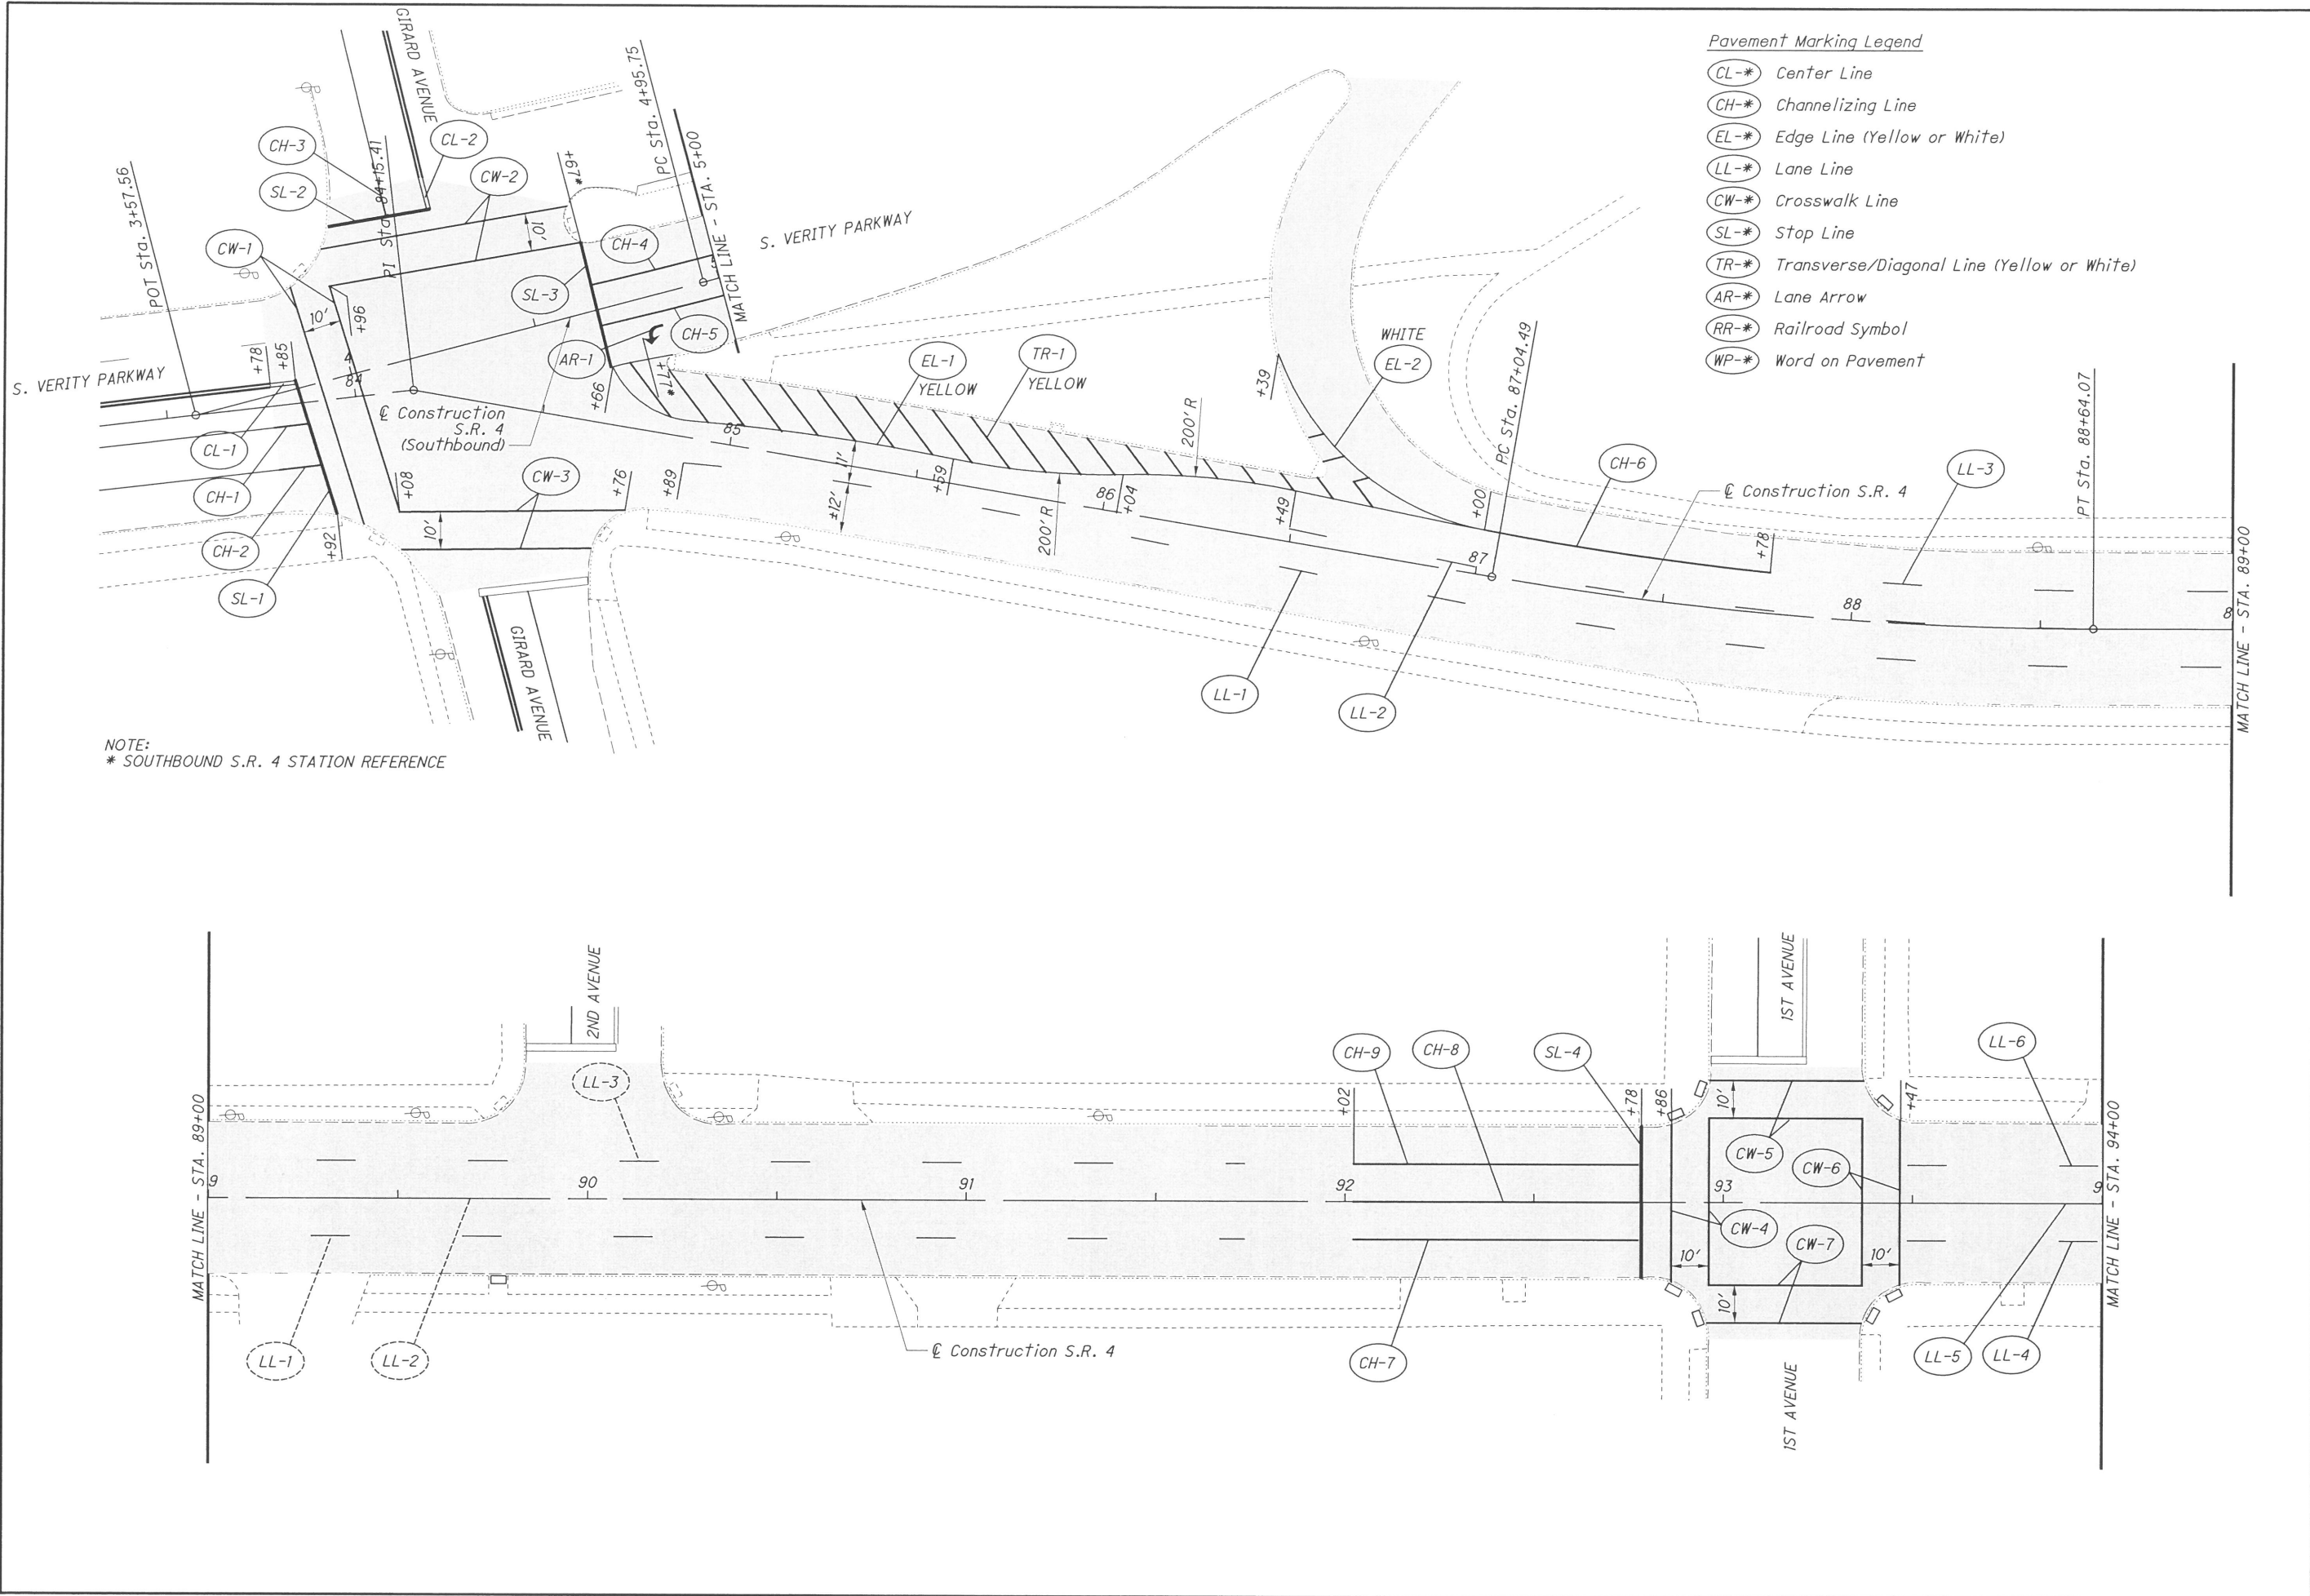 Pavement Marking Legend
CL-* Center Line
CH-* Channelizing Line
EL-* Edge Line (Yellow or White)
LL-* Lane Line
CW-* Crosswalk Line
SL-* Stop Line
TR-* Transverse/Diagonal Line (Yellow or White)
AR-* Lane Arrow
RR-* Railroad Symbol
WP-* Word on Pavement
GIRARD AVENUE
PC Sta. 4+95.75
MATCH LINE - STA. 5+00
S. VERITY PARKWAY
POT Sta. 3+57.56
PI Sta. 84+15.41
CH-3
CL-2
SL-2
CW-2
+67*
10'
CW-1
CH-4
SL-3
10'
+96
CH-5
AR-1
+78
+85
4
84
S. VERITY PARKWAY
+66
+77*
EL-1
YELLOW
TR-1
YELLOW
WHITE
EL-2
+39
PC Sta. 87+04.49
PT Sta. 88+64.07
℄ Construction
S.R. 4
(Southbound)
85
200' R
CL-1
CH-1
CH-2
SL-1
+92
+08
CW-3
+76
+89
10'
11'
±12'
+59
86
+04
200' R
+49
+00
87
CH-6
+78
℄ Construction S.R. 4
LL-3
88
8
MATCH LINE - STA. 89+00
LL-1
LL-2
GIRARD AVENUE
NOTE:
* SOUTHBOUND S.R. 4 STATION REFERENCE
2ND AVENUE
1ST AVENUE
LL-3
CH-9
CH-8
SL-4
LL-6
+02
+78
+86
10'
+47
MATCH LINE - STA. 89+00
MATCH LINE - STA. 94+00
CW-5
CW-6
9
90
91
92
93
9
CW-4
CW-7
10'
10'
10'
LL-1
LL-2
℄ Construction S.R. 4
CH-7
LL-5
LL-4
1ST AVENUE